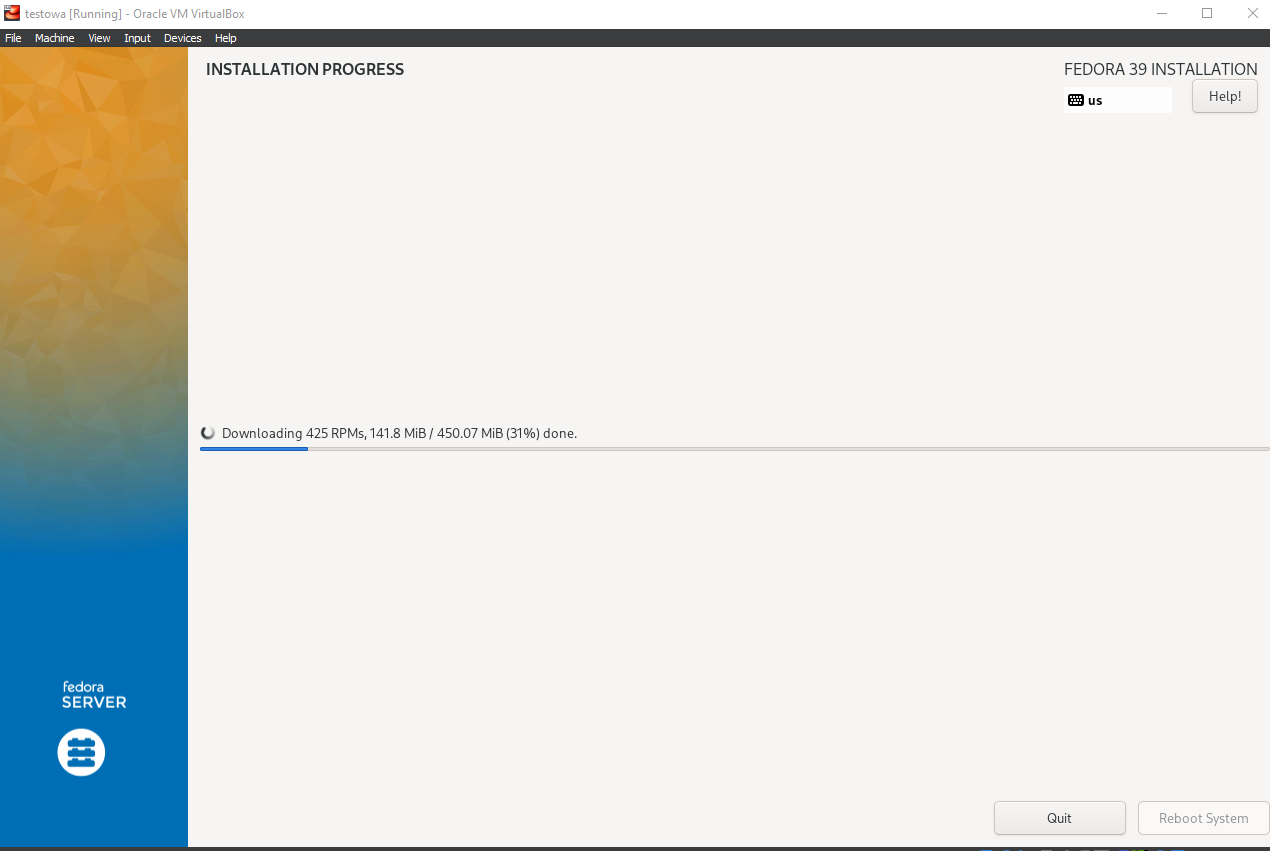 testowa [Running] - Oracle VM VirtualBox
File Machine View Input Devices Help
INSTALLATION PROGRESS
FEDORA 39 INSTALLATION
us
Help!
Downloading 425 RPMs, 141.8 MiB / 450.07 MiB (31%) done.
fedora
SERVER
Quit
Reboot System